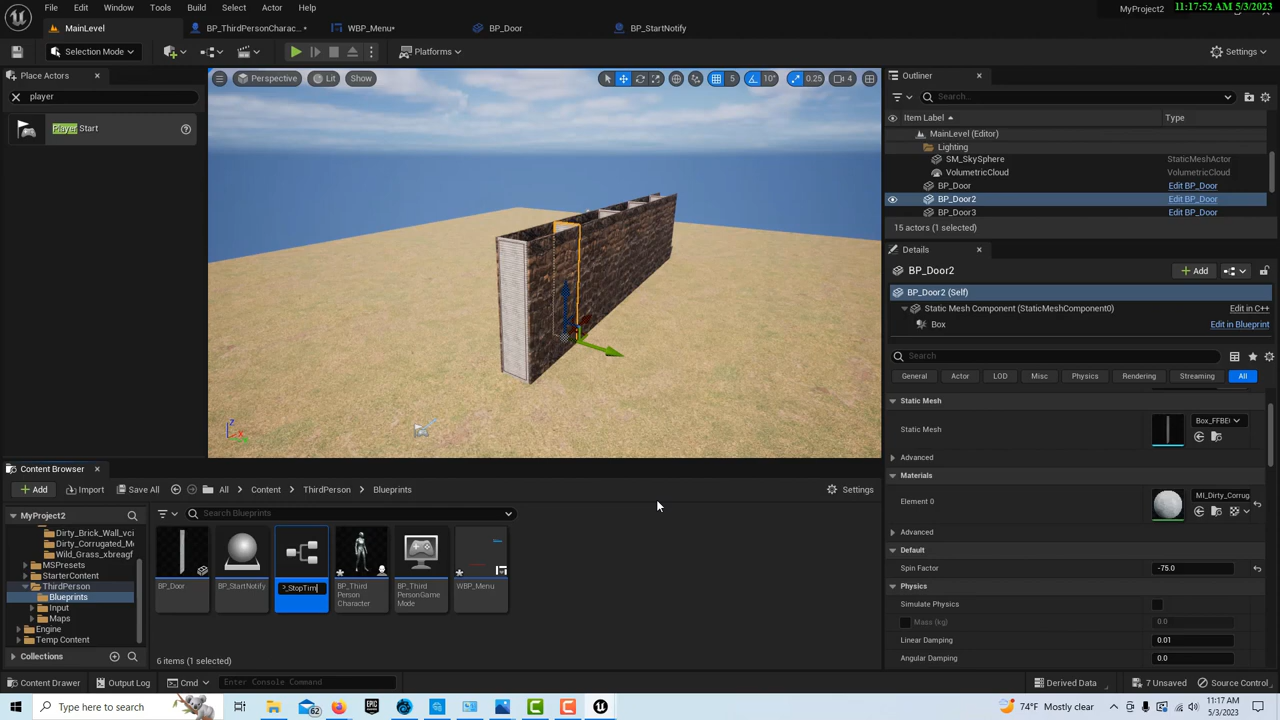 File Edit Window Tools Build Select Actor Help
MyProject2
11:17:52 AM 5/3/2023
MainLevel
BP_ThirdPersonCharac...•
WBP_Menu•
BP_Door
BP_StartNotify
Selection Mode
Platforms
Settings
Place Actors
player
Player Start
Perspective
Lit
Show
5
10°
0.25
4
Outliner
Search...
Item Label
Type
MainLevel (Editor)
Lighting
SM_SkySphere StaticMeshActor
VolumetricCloud VolumetricCloud
BP_Door Edit BP_Door
BP_Door2 Edit BP_Door
BP_Door3 Edit BP_Door
15 actors (1 selected)
Details
BP_Door2
Add
BP_Door2 (Self)
Static Mesh Component (StaticMeshComponent0) Edit in C++
Box Edit in Blueprint
Search
General Actor LOD Misc Physics Rendering Streaming All
Static Mesh
Static Mesh
Advanced
Materials
Element 0 MI_Dirty_Corrug
Advanced
Default
Spin Factor -75.0
Physics
Simulate Physics
Mass (kg) 0.0
Linear Damping 0.01
Angular Damping 0.0
Content Browser
Add Import Save All All Content ThirdPerson Blueprints Settings
MyProject2
Search Blueprints
Dirty_Brick_Wall_vci
Dirty_Corrugated_M
Wild_Grass_xbreagf
MSPresets
StarterContent
ThirdPerson
Blueprints
Input
Maps
Engine
Temp Content
Collections
BP_Door
BP_StartNotify
P_StopTim
BP_Third
Person
Character
BP_Third
PersonGame
Mode
WBP_Menu
6 items (1 selected)
Content Drawer Output Log Cmd Enter Console Command
Derived Data 7 Unsaved Source Control
Type here to search
62
74°F Mostly clear
11:17 AM
5/3/2023